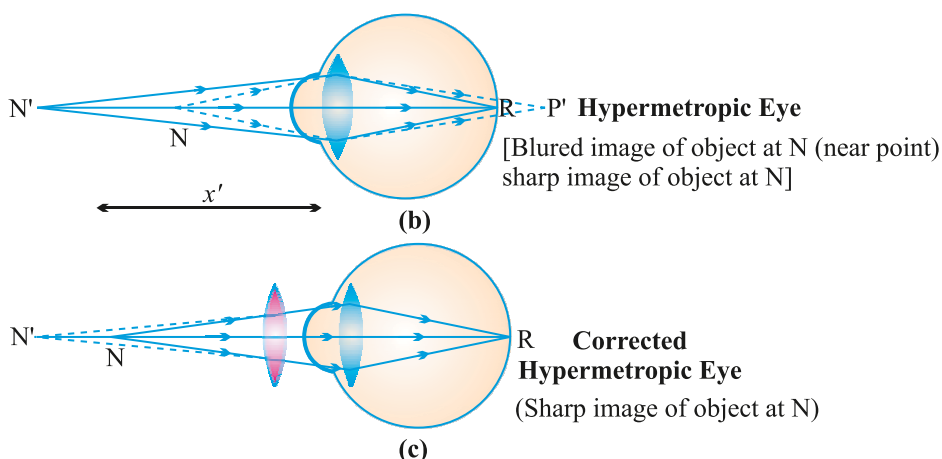 N'
N
R
P'
Hypermetropic Eye
[Blured image of object at N (near point)
sharp image of object at N]
x'
(b)
N'
N
R
Corrected
Hypermetropic Eye
(Sharp image of object at N)
(c)